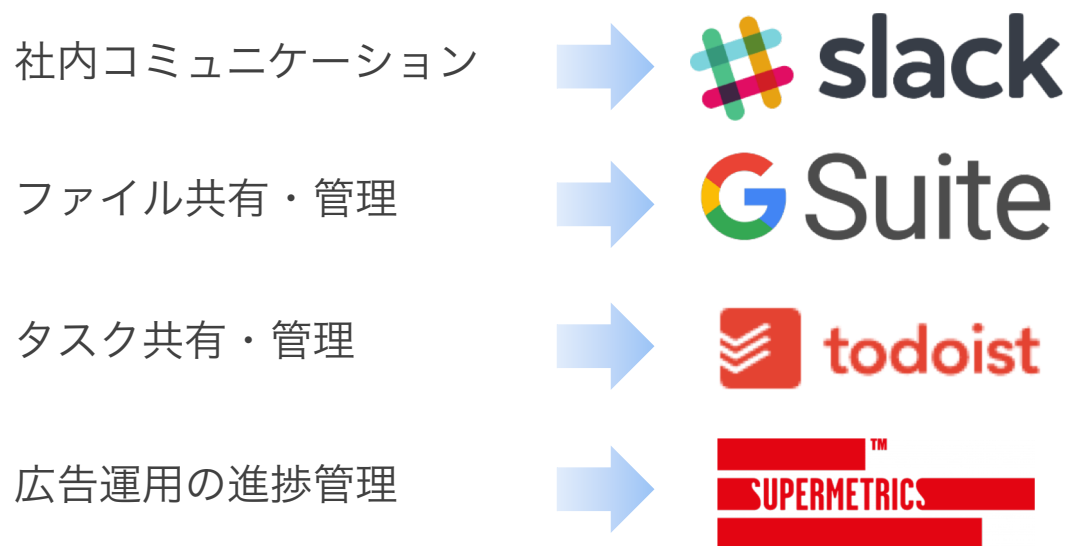 社内コミュニケーション
slack
ファイル共有・管理
G Suite
タスク共有・管理
todoist
広告運用の進捗管理
SUPERMETRICS™